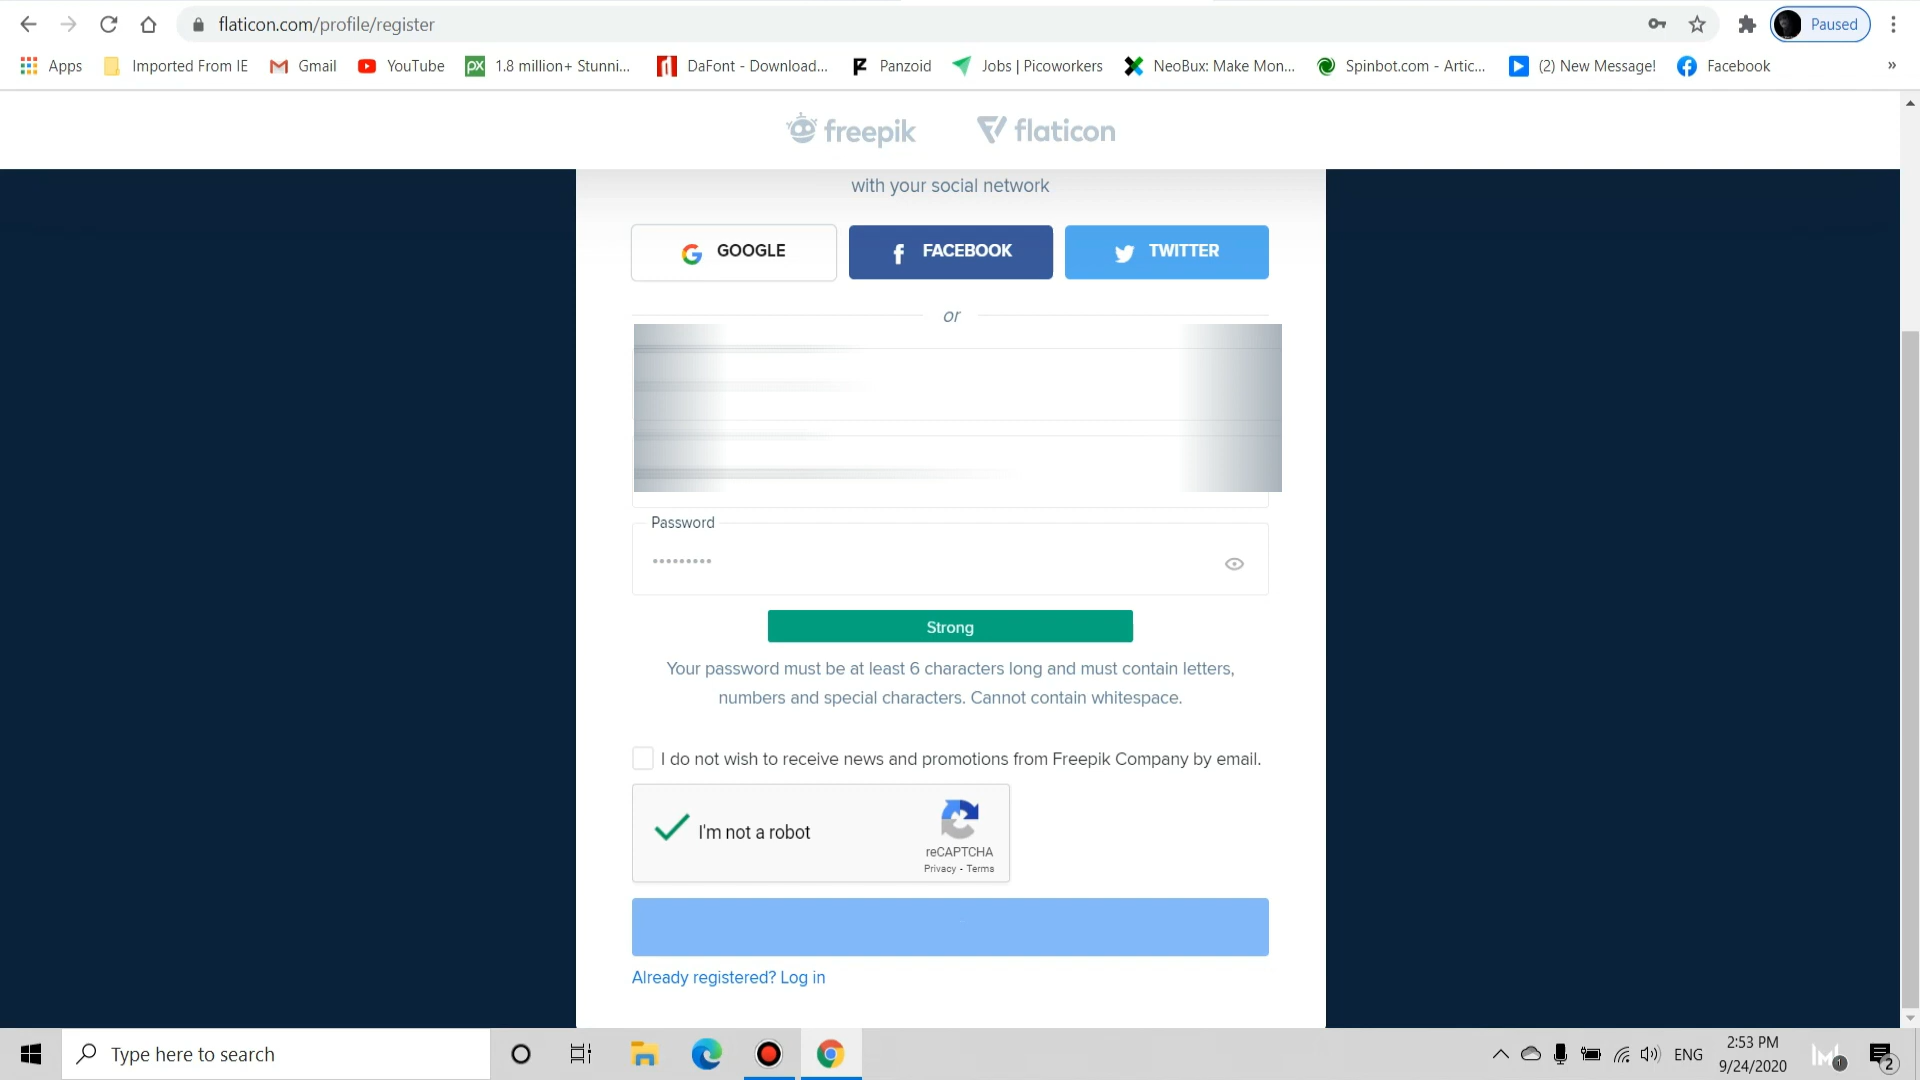 flaticon.com/profile/register
Paused
Apps
Imported From IE
Gmail
YouTube
1.8 million+ Stunni...
DaFont - Download...
Panzoid
Jobs | Picoworkers
NeoBux: Make Mon...
Spinbot.com - Artic...
(2) New Message!
Facebook
»
freepik
flaticon
with your social network
GOOGLE
FACEBOOK
TWITTER
or
Password
•••••••••
Strong
Your password must be at least 6 characters long and must contain letters,
numbers and special characters. Cannot contain whitespace.
I do not wish to receive news and promotions from Freepik Company by email.
I'm not a robot
reCAPTCHA
Privacy - Terms
Already registered? Log in
Type here to search
ENG
2:53 PM
9/24/2020
1
2